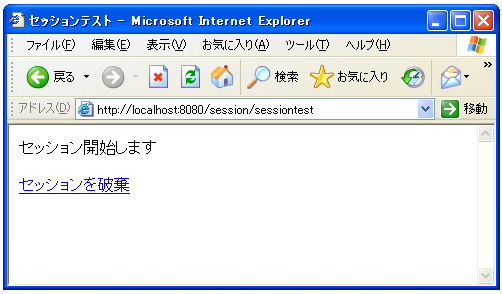 セッションテスト - Microsoft Internet Explorer
ファイル(F) 編集(E) 表示(V) お気に入り(A) ツール(T) ヘルプ(H)
戻る 検索 お気に入り
アドレス(D) http://localhost:8080/session/sessiontest 移動
セッション開始します
セッションを破棄